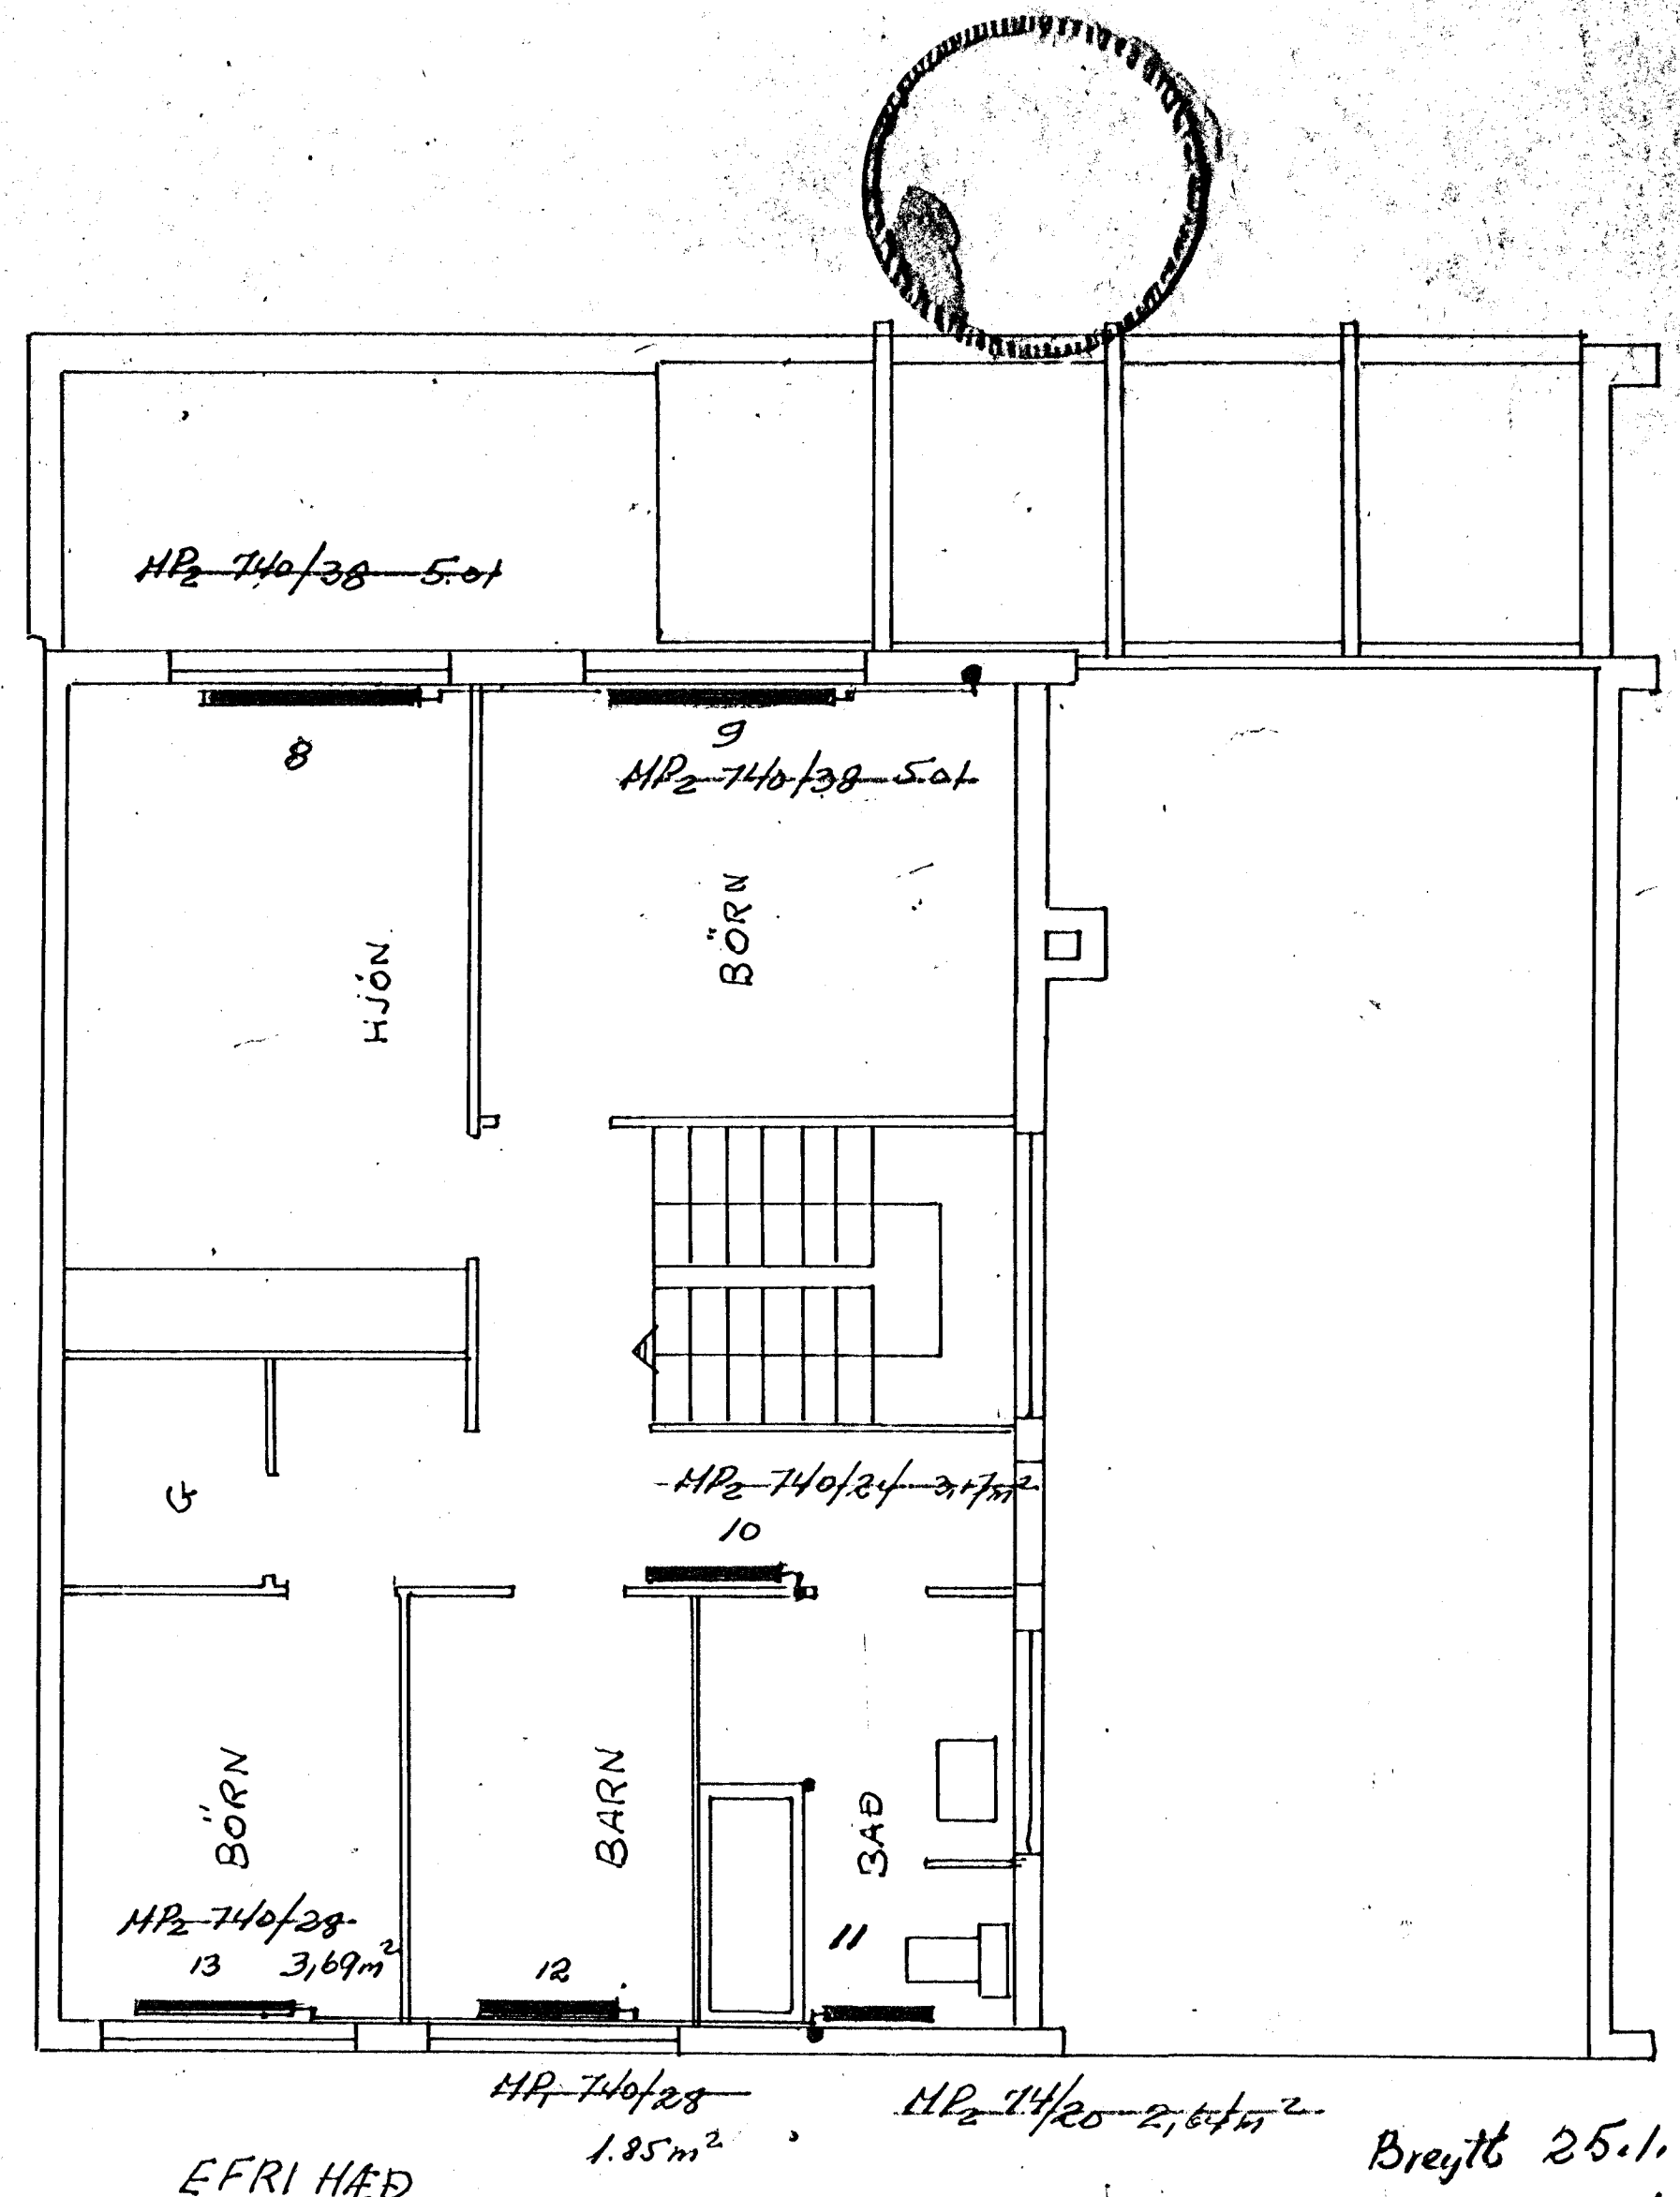 MP2 740/38 5.01
8
9
MP2 740/38 5.01
HJÓN
BÖRN
MP2 740/24 3,17m²
10
G
BÖRN
BARN
BAÐ
MP2 740/28
13 3,69m²
12
11
MP1 740/28
1.85m²
MP2 74/20 2,64m²
Breytt 25.1.
EFRI HÆÐ